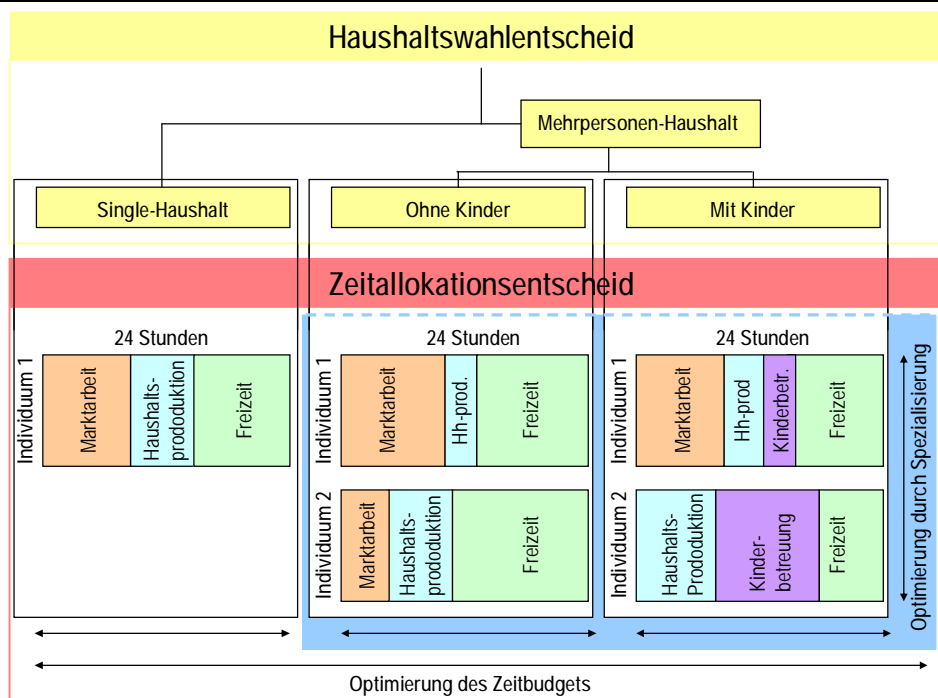 Haushaltswahlentscheid
Mehrpersonen-Haushalt
Single-Haushalt
Ohne Kinder
Mit Kinder
Zeitallokationsentscheid
24 Stunden
Individuum 1
Marktarbeit
Haushalts-
prododuktion
Freizeit
24 Stunden
Individuum 1
Marktarbeit
Hh-prod.
Freizeit
Individuum 2
Marktarbeit
Haushalts-
prododuktion
Freizeit
24 Stunden
Individuum 1
Marktarbeit
Hh-prod
Kinderbetr.
Freizeit
Individuum 2
Haushalts-
Prododuktion
Kinder-
betreuung
Freizeit
Optimierung durch Spezialisierung
Optimierung des Zeitbudgets